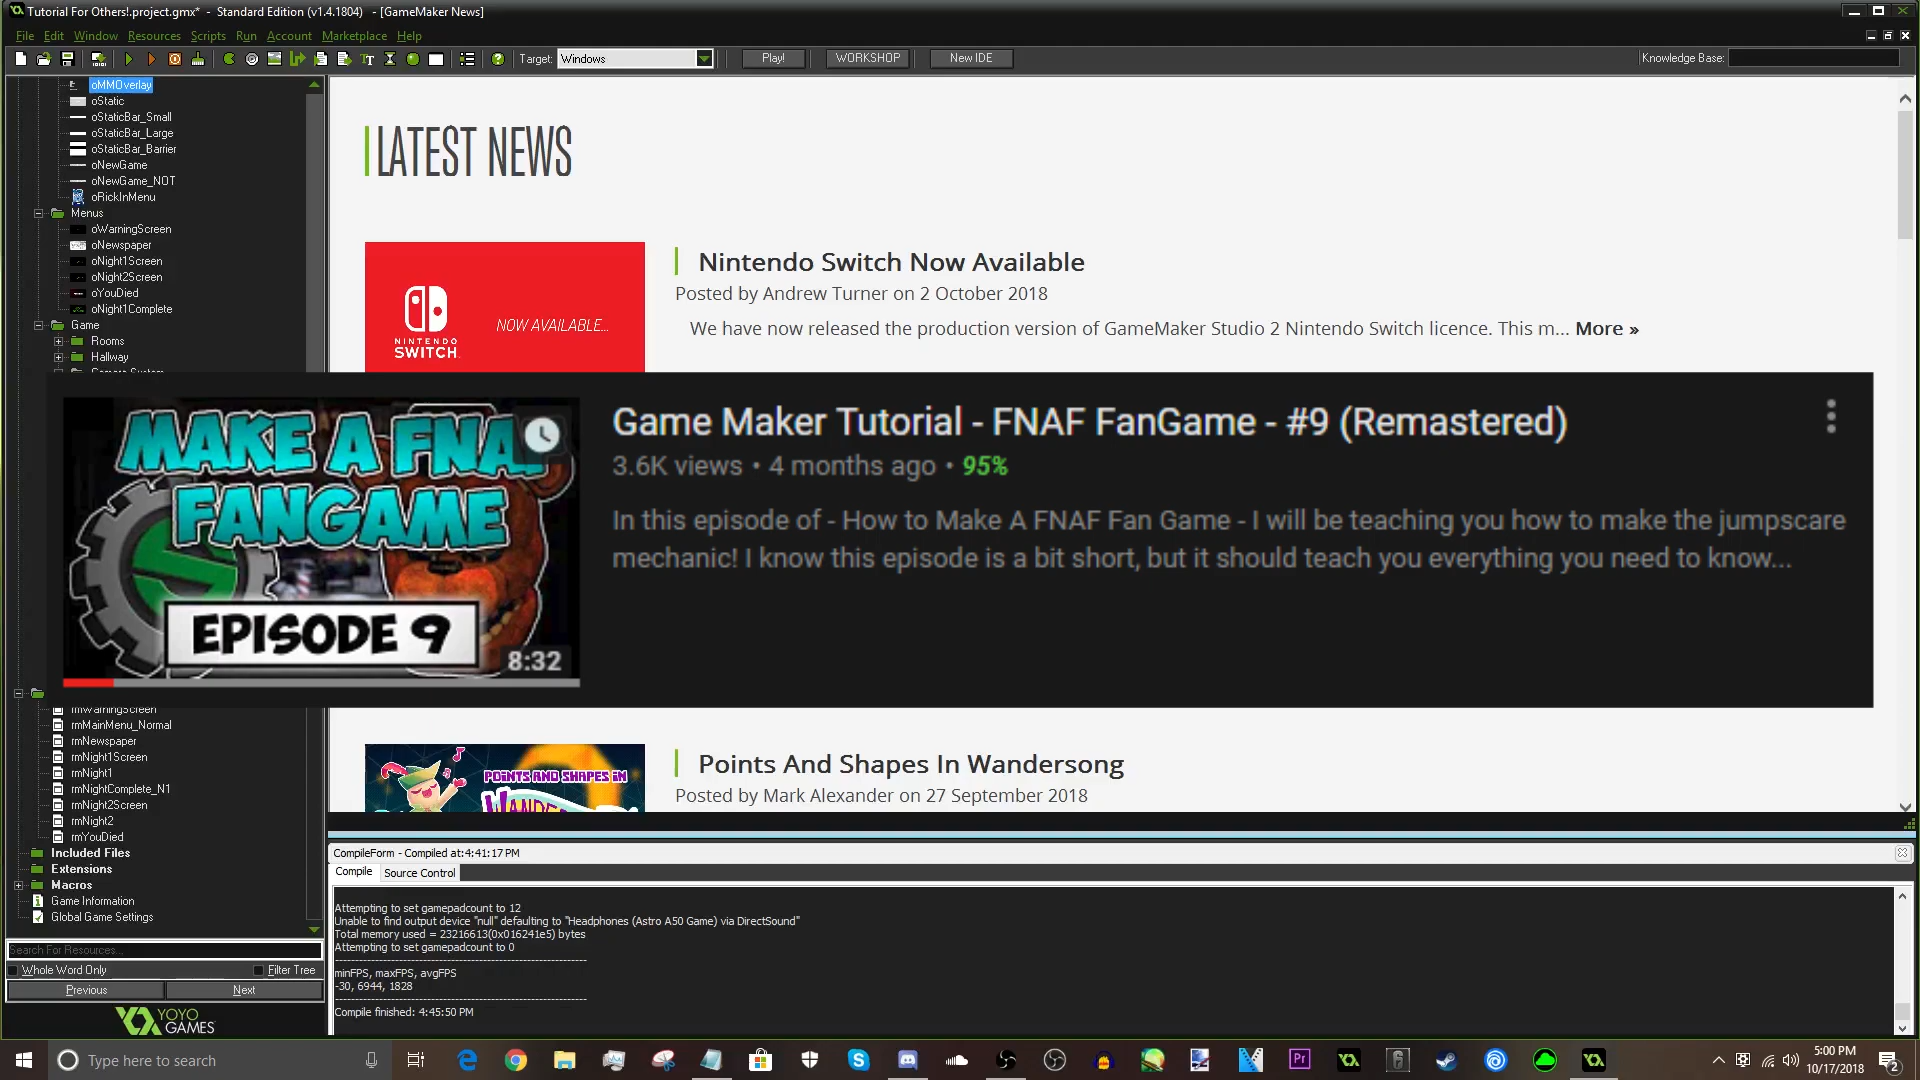 Tutorial For Others!.project.gmx* - Standard Edition (v1.4.1804) - [GameMaker News]
File Edit Window Resources Scripts Run Account Marketplace Help
Target: Windows Play! WORKSHOP New IDE Knowledge Base:
oMMOverlay
oStatic
oStaticBar_Small
oStaticBar_Large
oStaticBar_Barrier
oNewGame
oNewGame_NOT
oRickInMenu
Menus
oWarningScreen
oNewspaper
oNight1Screen
oNight2Screen
oYouDied
oNight1Complete
Game
Rooms
Hallway
LATEST NEWS
NINTENDO
SWITCH
NOW AVAILABLE...
Nintendo Switch Now Available
Posted by Andrew Turner on 2 October 2018
We have now released the production version of GameMaker Studio 2 Nintendo Switch licence. This m... More »
MAKE A FNAF
FANGAME
EPISODE 9
8:32
Game Maker Tutorial - FNAF FanGame - #9 (Remastered)
3.6K views • 4 months ago • 95%
In this episode of - How to Make A FNAF Fan Game - I will be teaching you how to make the jumpscare
mechanic! I know this episode is a bit short, but it should teach you everything you need to know...
rmWarningScreen
rmMainMenu_Normal
rmNewspaper
rmNight1Screen
rmNight1
rmNightComplete_N1
rmNight2Screen
rmNight2
rmYouDied
Included Files
Extensions
Macros
Game Information
Global Game Settings
Search For Resources...
Whole Word Only Filter Tree
Previous Next
YOYO
GAMES
POINTS AND SHAPES IN
Points And Shapes In Wandersong
Posted by Mark Alexander on 27 September 2018
CompileForm - Compiled at:4:41:17 PM
Compile Source Control
Attempting to set gamepadcount to 12
Unable to find output device "null" defaulting to "Headphones (Astro A50 Game) via DirectSound"
Total memory used = 23216613(0x016241e5) bytes
Attempting to set gamepadcount to 0
minFPS, maxFPS, avgFPS
-30, 6944, 1828
Compile finished: 4:45:50 PM
Type here to search
5:00 PM
10/17/2018
2